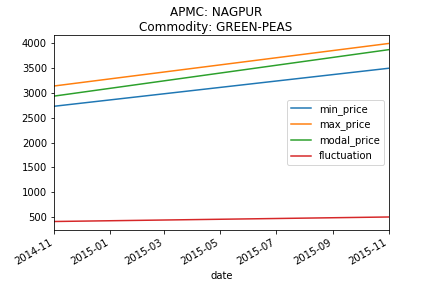 APMC: NAGPUR
Commodity: GREEN-PEAS
4000
3500
3000
2500
2000
1500
1000
500
min_price
max_price
modal_price
fluctuation
2014-11
2015-01
2015-03
2015-05
2015-07
2015-09
2015-11
date